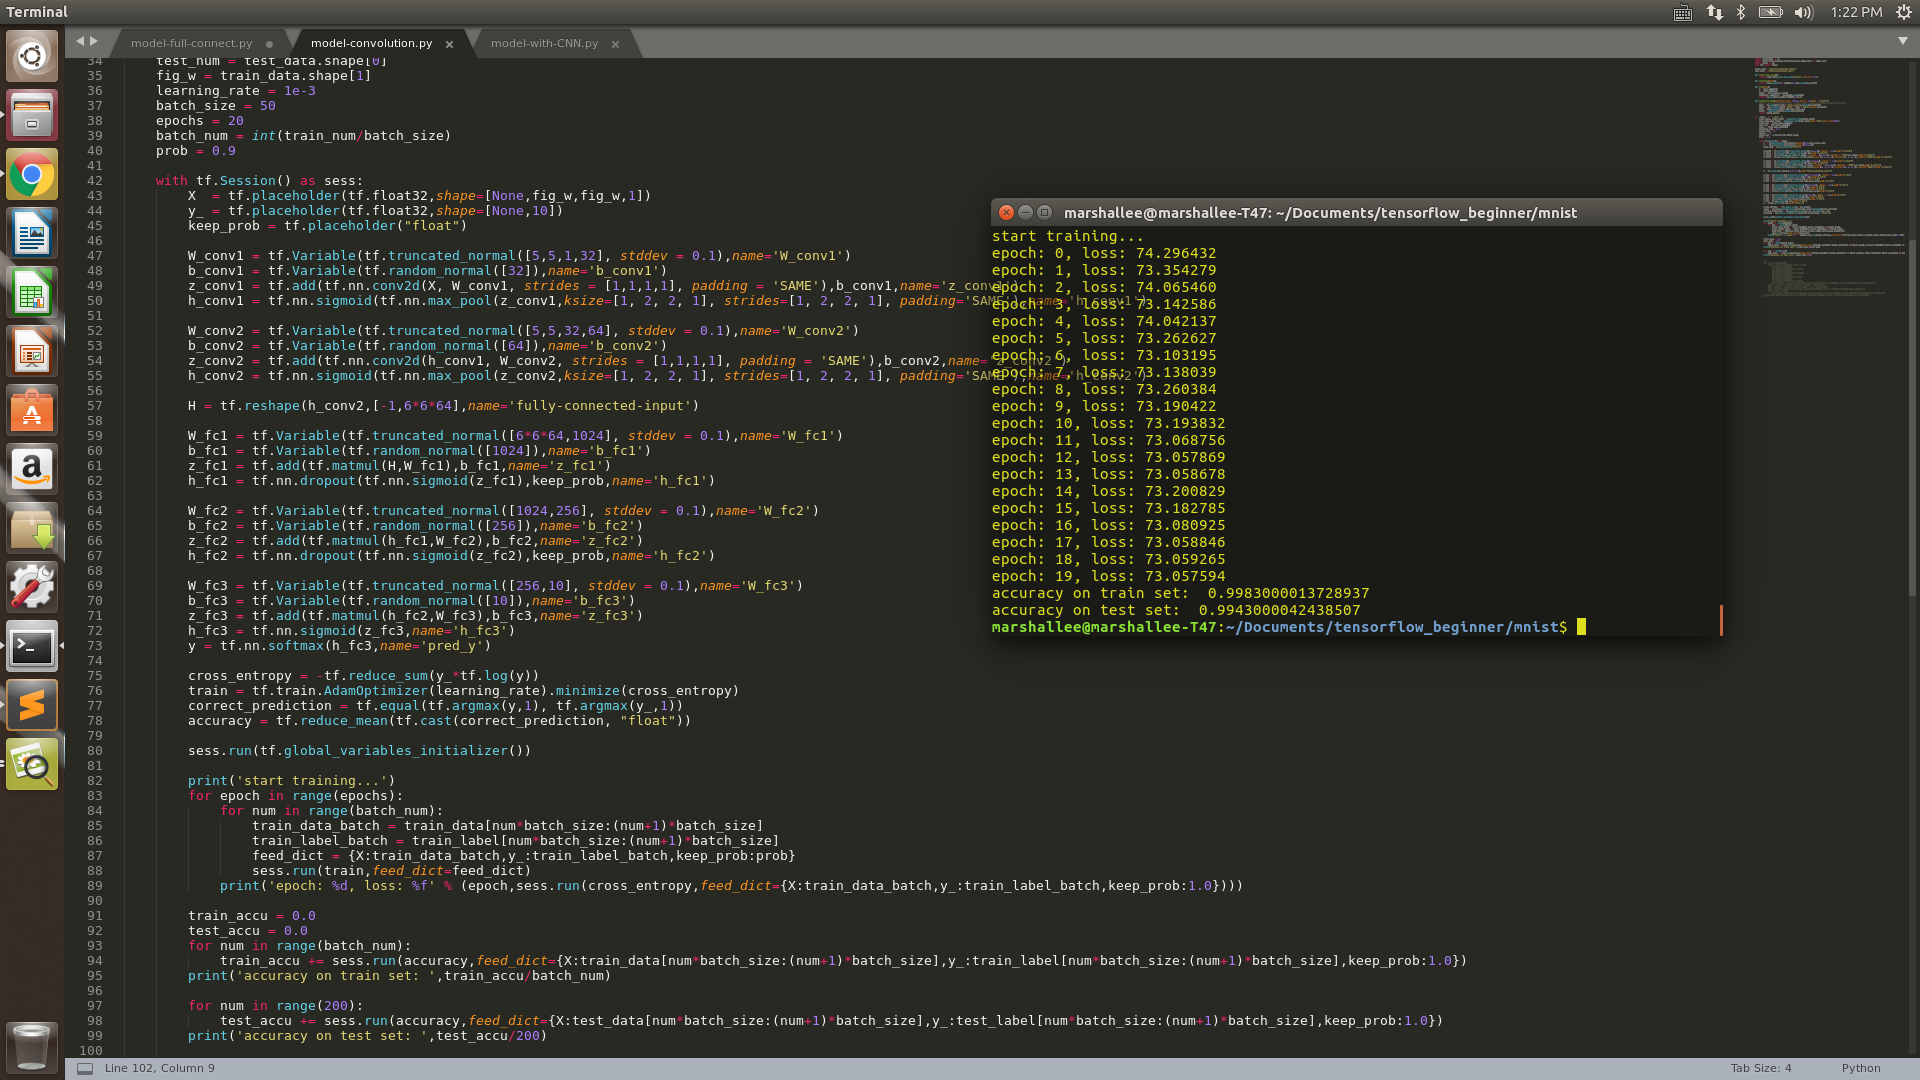 Terminal
1:22 PM
model-full-connect.py
model-convolution.py
model-with-CNN.py
34 test_num = test_data.shape[0]
35 fig_w = train_data.shape[1]
36 learning_rate = 1e-3
37 batch_size = 50
38 epochs = 20
39 batch_num = int(train_num/batch_size)
40 prob = 0.9
41
42 with tf.Session() as sess:
43 X  = tf.placeholder(tf.float32,shape=[None,fig_w,fig_w,1])
44 y_ = tf.placeholder(tf.float32,shape=[None,10])
45 keep_prob = tf.placeholder("float")
46
47 W_conv1 = tf.Variable(tf.truncated_normal([5,5,1,32], stddev = 0.1),name='W_conv1')
48 b_conv1 = tf.Variable(tf.random_normal([32]),name='b_conv1')
49 z_conv1 = tf.add(tf.nn.conv2d(X, W_conv1, strides = [1,1,1,1], padding = 'SAME'),b_conv1,name='z_conv1')
50 h_conv1 = tf.nn.sigmoid(tf.nn.max_pool(z_conv1,ksize=[1, 2, 2, 1], strides=[1, 2, 2, 1], padding='SAME'),name='h_conv1')
51
52 W_conv2 = tf.Variable(tf.truncated_normal([5,5,32,64], stddev = 0.1),name='W_conv2')
53 b_conv2 = tf.Variable(tf.random_normal([64]),name='b_conv2')
54 z_conv2 = tf.add(tf.nn.conv2d(h_conv1, W_conv2, strides = [1,1,1,1], padding = 'SAME'),b_conv2,name='z_conv2')
55 h_conv2 = tf.nn.sigmoid(tf.nn.max_pool(z_conv2,ksize=[1, 2, 2, 1], strides=[1, 2, 2, 1], padding='SAME'),name='h_conv2')
56
57 H = tf.reshape(h_conv2,[-1,6*6*64],name='fully-connected-input')
58
59 W_fc1 = tf.Variable(tf.truncated_normal([6*6*64,1024], stddev = 0.1),name='W_fc1')
60 b_fc1 = tf.Variable(tf.random_normal([1024]),name='b_fc1')
61 z_fc1 = tf.add(tf.matmul(H,W_fc1),b_fc1,name='z_fc1')
62 h_fc1 = tf.nn.dropout(tf.nn.sigmoid(z_fc1),keep_prob,name='h_fc1')
63
64 W_fc2 = tf.Variable(tf.truncated_normal([1024,256], stddev = 0.1),name='W_fc2')
65 b_fc2 = tf.Variable(tf.random_normal([256]),name='b_fc2')
66 z_fc2 = tf.add(tf.matmul(h_fc1,W_fc2),b_fc2,name='z_fc2')
67 h_fc2 = tf.nn.dropout(tf.nn.sigmoid(z_fc2),keep_prob,name='h_fc2')
68
69 W_fc3 = tf.Variable(tf.truncated_normal([256,10], stddev = 0.1),name='W_fc3')
70 b_fc3 = tf.Variable(tf.random_normal([10]),name='b_fc3')
71 z_fc3 = tf.add(tf.matmul(h_fc2,W_fc3),b_fc3,name='z_fc3')
72 h_fc3 = tf.nn.sigmoid(z_fc3,name='h_fc3')
73 y = tf.nn.softmax(h_fc3,name='pred_y')
74
75 cross_entropy = -tf.reduce_sum(y_*tf.log(y))
76 train = tf.train.AdamOptimizer(learning_rate).minimize(cross_entropy)
77 correct_prediction = tf.equal(tf.argmax(y,1), tf.argmax(y_,1))
78 accuracy = tf.reduce_mean(tf.cast(correct_prediction, "float"))
79
80 sess.run(tf.global_variables_initializer())
81
82 print('start training...')
83 for epoch in range(epochs):
84 for num in range(batch_num):
85 train_data_batch = train_data[num*batch_size:(num+1)*batch_size]
86 train_label_batch = train_label[num*batch_size:(num+1)*batch_size]
87 feed_dict = {X:train_data_batch,y_:train_label_batch,keep_prob:prob}
88 sess.run(train,feed_dict=feed_dict)
89 print('epoch: %d, loss: %f' % (epoch,sess.run(cross_entropy,feed_dict={X:train_data_batch,y_:train_label_batch,keep_prob:1.0})))
90
91 train_accu = 0.0
92 test_accu = 0.0
93 for num in range(batch_num):
94 train_accu += sess.run(accuracy,feed_dict={X:train_data[num*batch_size:(num+1)*batch_size],y_:train_label[num*batch_size:(num+1)*batch_size],keep_prob:1.0})
95 print('accuracy on train set: ',train_accu/batch_num)
96
97 for num in range(200):
98 test_accu += sess.run(accuracy,feed_dict={X:test_data[num*batch_size:(num+1)*batch_size],y_:test_label[num*batch_size:(num+1)*batch_size],keep_prob:1.0})
99 print('accuracy on test set: ',test_accu/200)
100
marshallee@marshallee-T47: ~/Documents/tensorflow_beginner/mnist
start training...
epoch: 0, loss: 74.296432
epoch: 1, loss: 73.354279
epoch: 2, loss: 74.065460
epoch: 3, loss: 73.142586
epoch: 4, loss: 74.042137
epoch: 5, loss: 73.262627
epoch: 6, loss: 73.103195
epoch: 7, loss: 73.138039
epoch: 8, loss: 73.260384
epoch: 9, loss: 73.190422
epoch: 10, loss: 73.193832
epoch: 11, loss: 73.068756
epoch: 12, loss: 73.057869
epoch: 13, loss: 73.058678
epoch: 14, loss: 73.200829
epoch: 15, loss: 73.182785
epoch: 16, loss: 73.080925
epoch: 17, loss: 73.058846
epoch: 18, loss: 73.059265
epoch: 19, loss: 73.057594
accuracy on train set:  0.9983000013728937
accuracy on test set:  0.9943000042438507
marshallee@marshallee-T47:~/Documents/tensorflow_beginner/mnist$
Line 102, Column 9
Tab Size: 4
Python